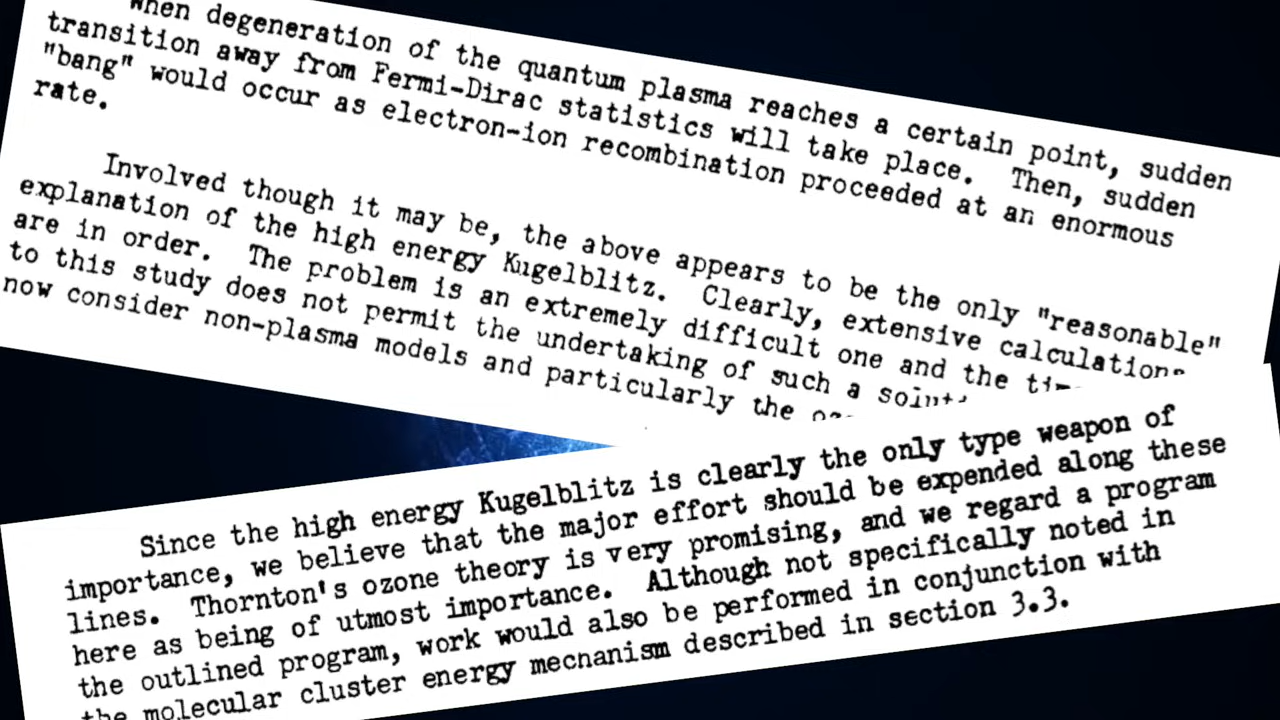 When degeneration of the quantum plasma reaches a certain point, sudden
transition away from Fermi-Dirac statistics will take place. Then, sudden
"bang" would occur as electron-ion recombination proceeded at an enormous
rate.
Involved though it may be, the above appears to be the only "reasonable"
explanation of the high energy Kugelblitz. Clearly, extensive calculations
are in order. The problem is an extremely difficult one and the
to this study does not permit the undertaking of such a
now consider non-plasma models and particularly the
Since the high energy Kugelblitz is clearly the only type weapon of
importance, we believe that the major effort should be expended along these
lines. Thornton's ozone theory is very promising, and we regard a program
here as being of utmost importance. Although not specifically noted in
the outlined program, work would also be performed in conjunction with
the molecular cluster energy mechanism described in section 3.3.